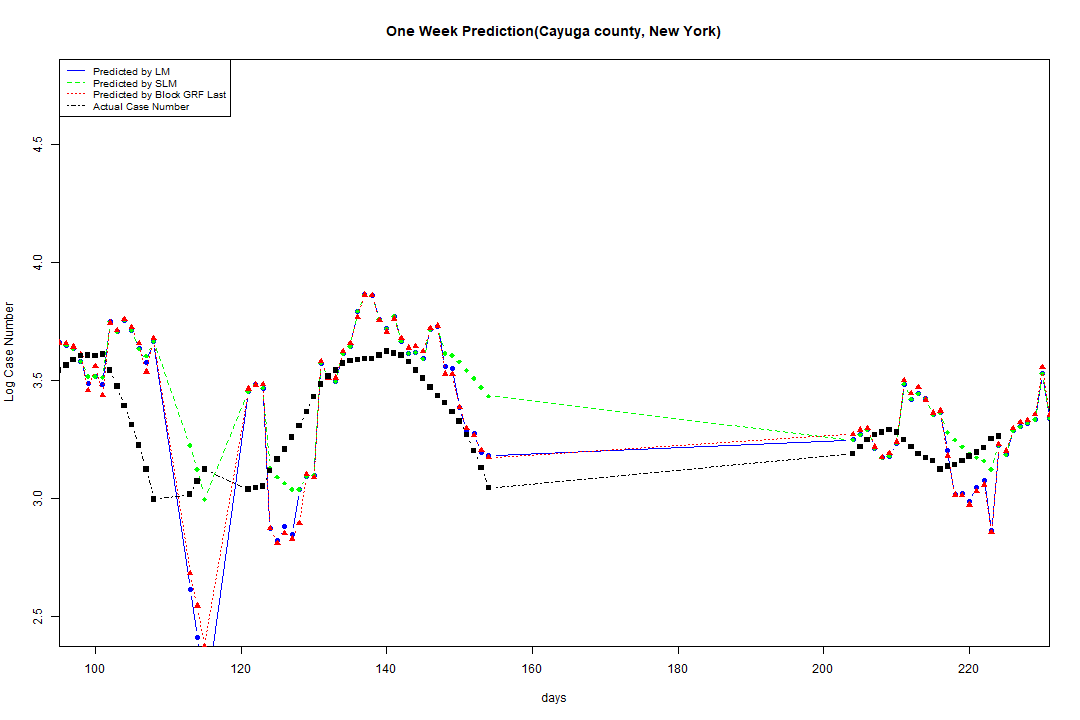 One Week Prediction(Cayuga county, New York)
Predicted by LM
Predicted by SLM
Predicted by Block GRF Last
Actual Case Number
4.5
4.0
3.5
3.0
2.5
Log Case Number
100 120 140 160 180 200 220
days